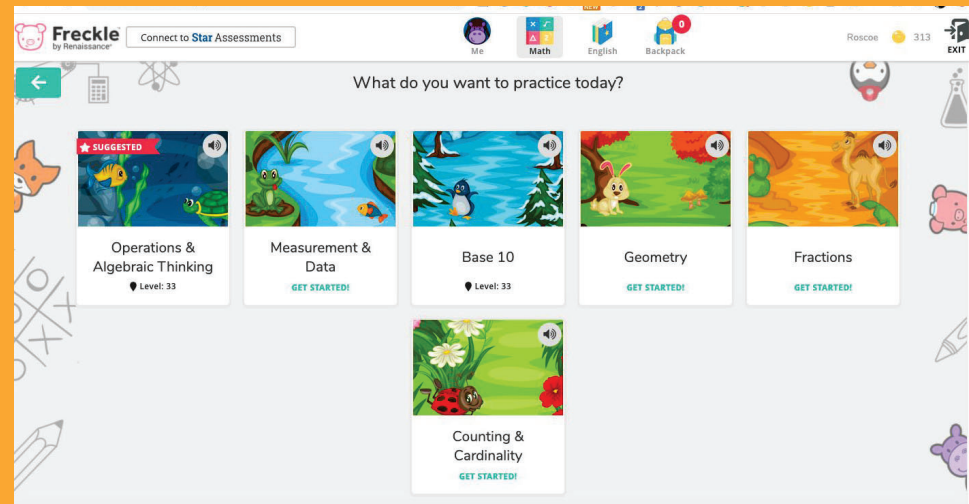 NEW
Freckle
by Renaissance
Connect to Star Assessments
Me
Math
English
0
Backpack
Roscoe
313
EXIT
What do you want to practice today?
SUGGESTED
Operations &
Algebraic Thinking
Level: 33
Measurement &
Data
GET STARTED!
Base 10
Level: 33
Geometry
GET STARTED!
Fractions
GET STARTED!
Counting &
Cardinality
GET STARTED!